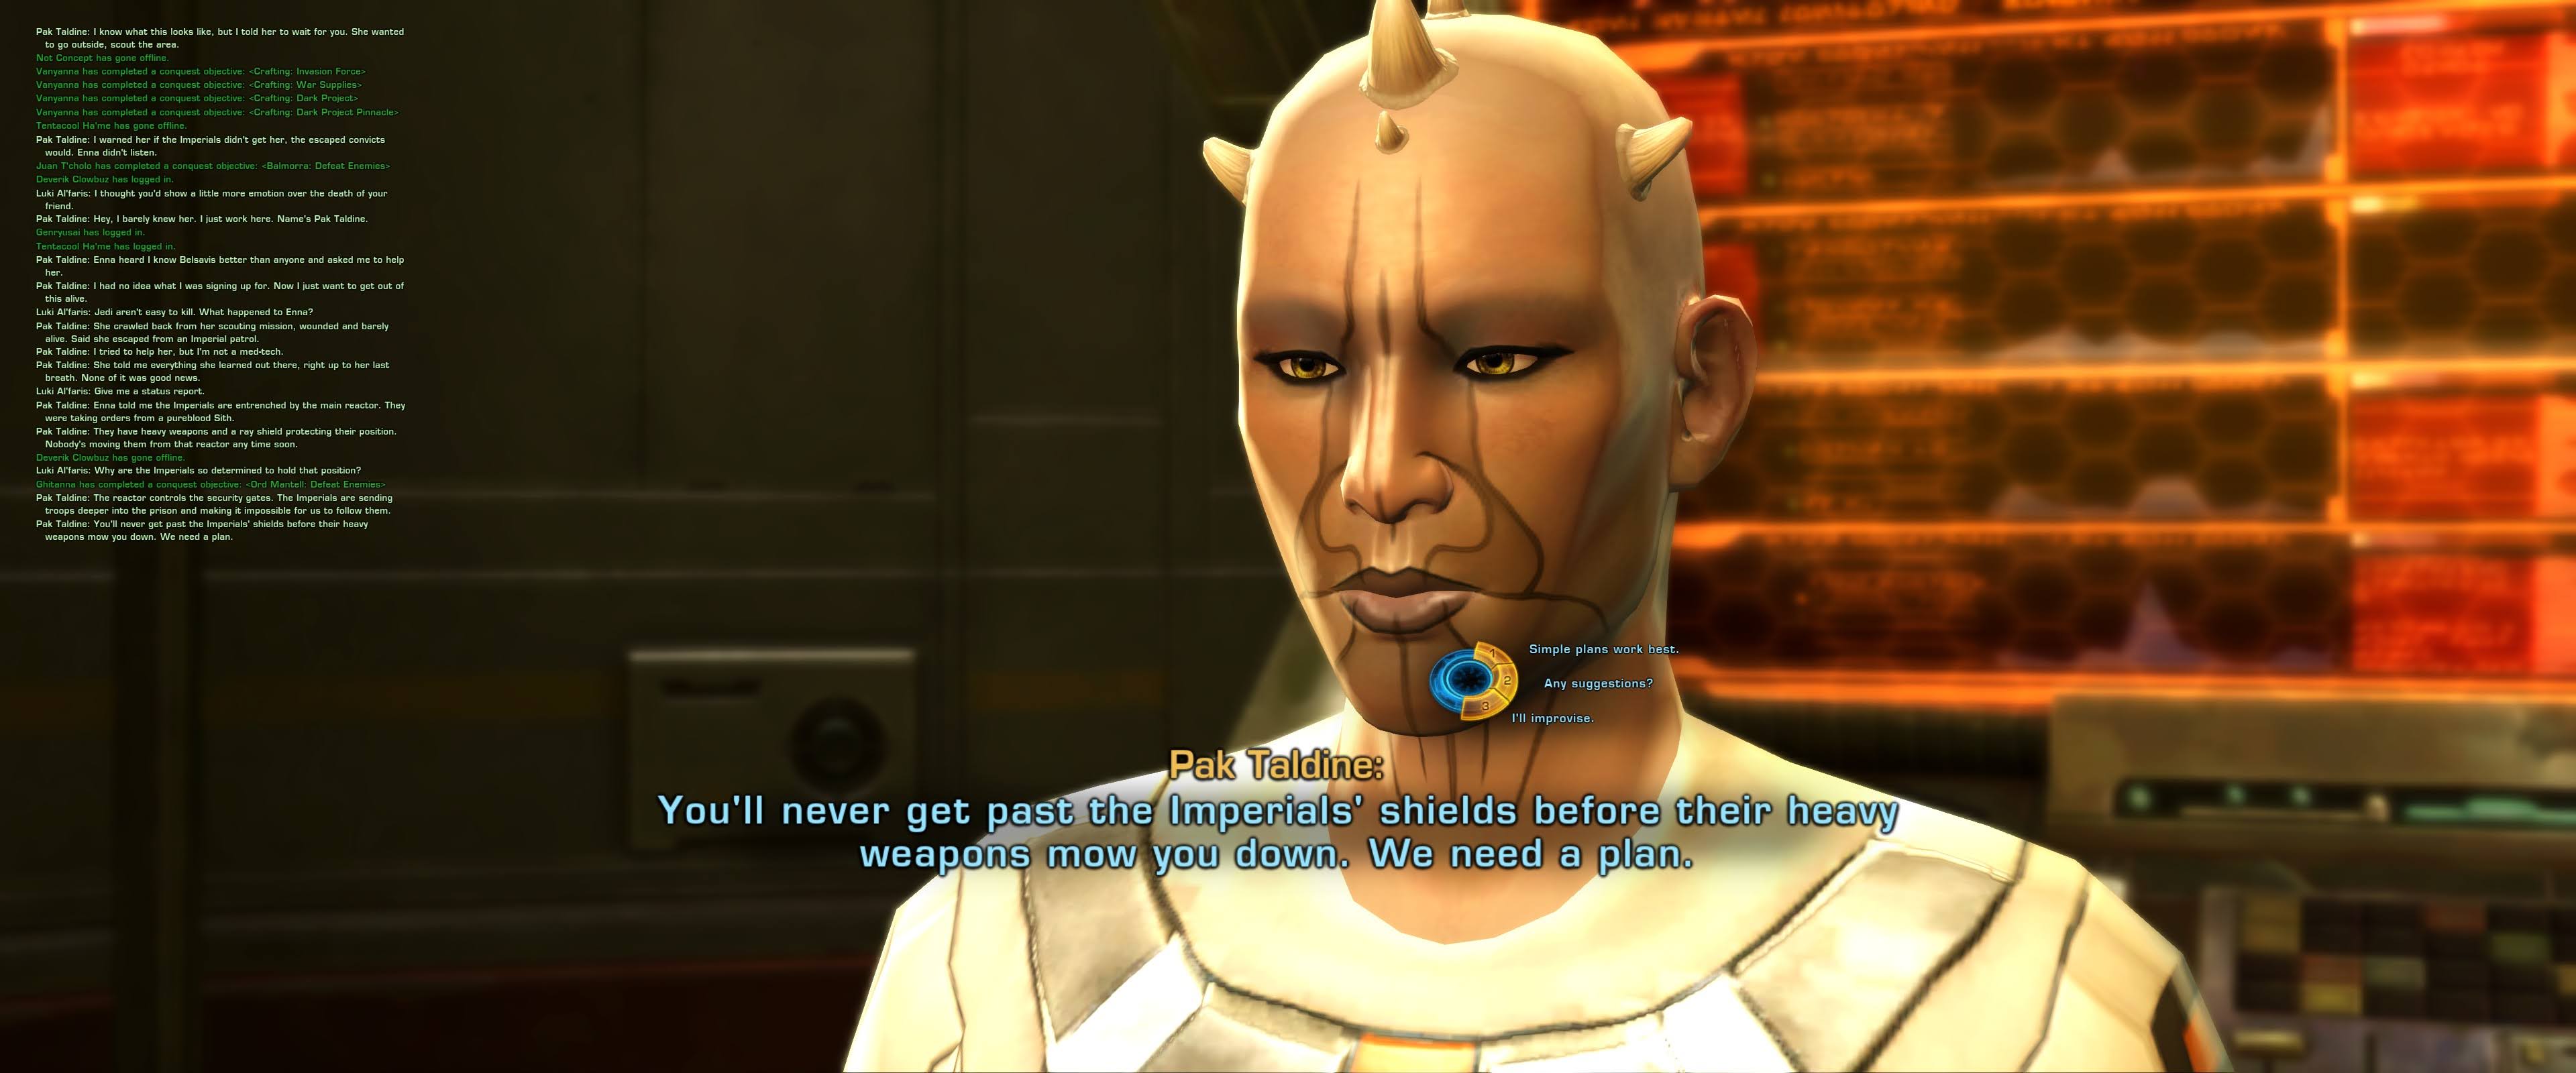 Pak Taldine: I know what this looks like, but I told her to wait for you. She wanted
to go outside, scout the area.
Not Concept has gone offline.
Vanyanna has completed a conquest objective: <Crafting: Invasion Force>
Vanyanna has completed a conquest objective: <Crafting: War Supplies>
Vanyanna has completed a conquest objective: <Crafting: Dark Project>
Vanyanna has completed a conquest objective: <Crafting: Dark Project Pinnacle>
Tentacool Ha'me has gone offline.
Pak Taldine: I warned her if the Imperials didn't get her, the escaped convicts
would. Enna didn't listen.
Juan T'cholo has completed a conquest objective: <Balmorra: Defeat Enemies>
Deverik Clowbuz has logged in.
Luki Al'faris: I thought you'd show a little more emotion over the death of your
friend.
Pak Taldine: Hey, I barely knew her. I just work here. Name's Pak Taldine.
Genryusai has logged in.
Tentacool Ha'me has logged in.
Pak Taldine: Enna heard I know Belsavis better than anyone and asked me to help
her.
Pak Taldine: I had no idea what I was signing up for. Now I just want to get out of
this alive.
Luki Al'faris: Jedi aren't easy to kill. What happened to Enna?
Pak Taldine: She crawled back from her scouting mission, wounded and barely
alive. Said she escaped from an Imperial patrol.
Pak Taldine: I tried to help her, but I'm not a med-tech.
Pak Taldine: She told me everything she learned out there, right up to her last
breath. None of it was good news.
Luki Al'faris: Give me a status report.
Pak Taldine: Enna told me the Imperials are entrenched by the main reactor. They
were taking orders from a pureblood Sith.
Pak Taldine: They have heavy weapons and a ray shield protecting their position.
Nobody's moving them from that reactor any time soon.
Deverik Clowbuz has gone offline.
Luki Al'faris: Why are the Imperials so determined to hold that position?
Ghitanna has completed a conquest objective: <Ord Mantell: Defeat Enemies>
Pak Taldine: The reactor controls the security gates. The Imperials are sending
troops deeper into the prison and making it impossible for us to follow them.
Pak Taldine: You'll never get past the Imperials' shields before their heavy
weapons mow you down. We need a plan.
1 Simple plans work best.
2 Any suggestions?
3 I'll improvise.
Pak Taldine:
You'll never get past the Imperials' shields before their heavy
weapons mow you down. We need a plan.